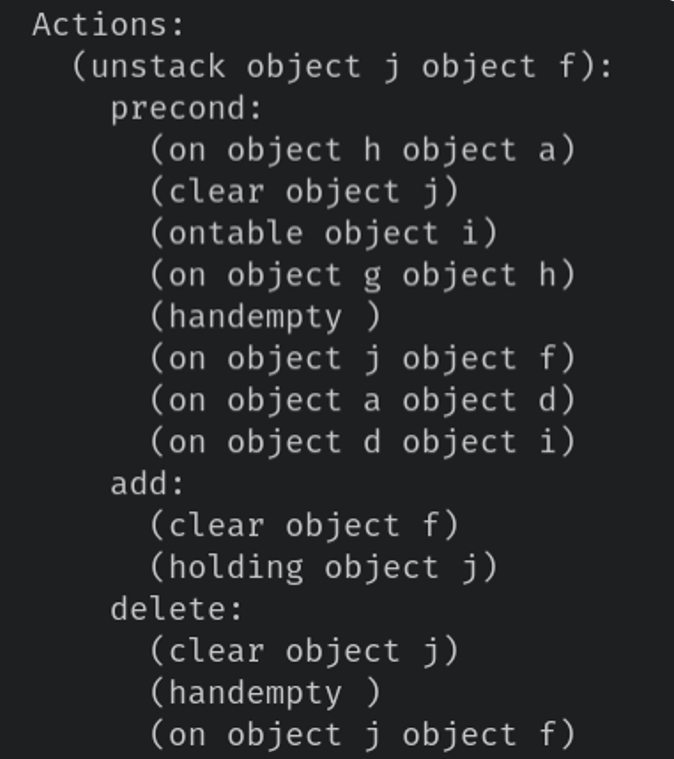 Actions:
(unstack object j object f):
precond:
(on object h object a)
(clear object j)
(ontable object i)
(on object g object h)
(handempty )
(on object j object f)
(on object a object d)
(on object d object i)
add:
(clear object f)
(holding object j)
delete:
(clear object j)
(handempty )
(on object j object f)